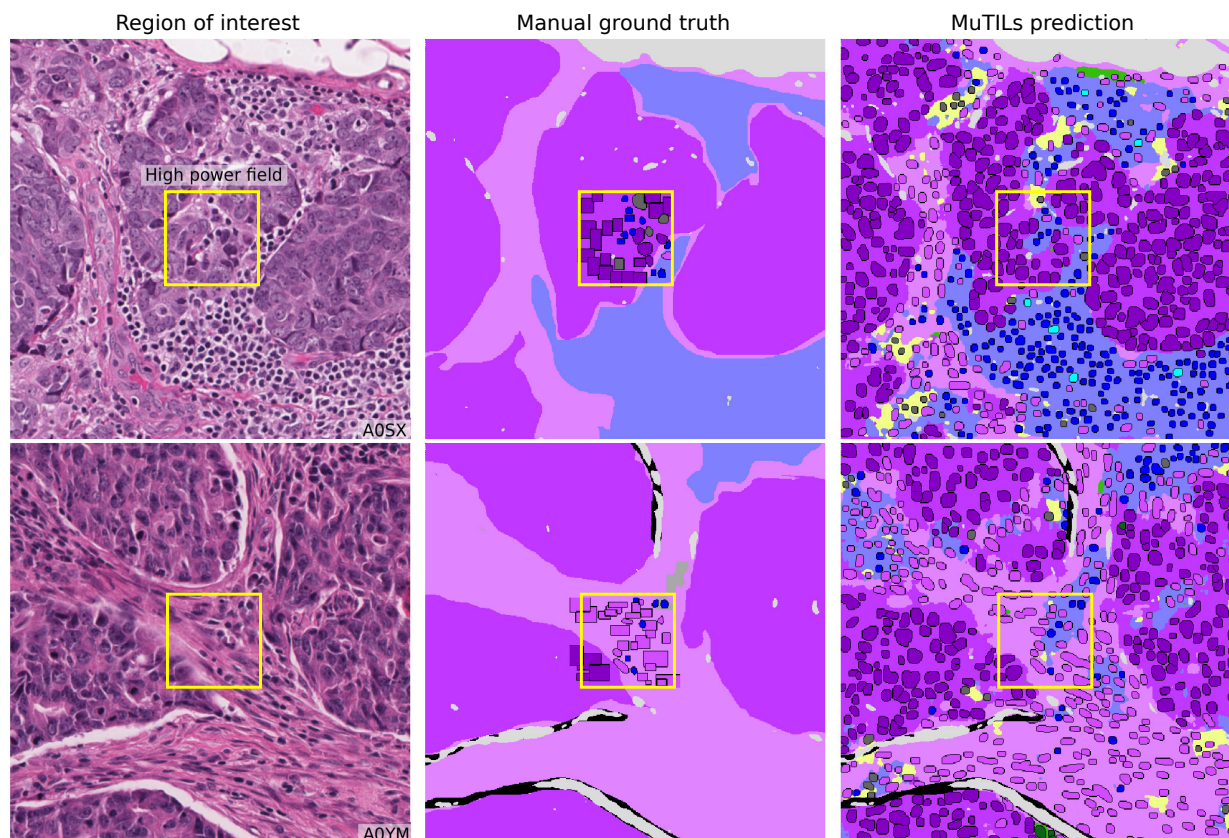 Region of interest
Manual ground truth
MuTILs prediction
High power field
A0SX
A0YM